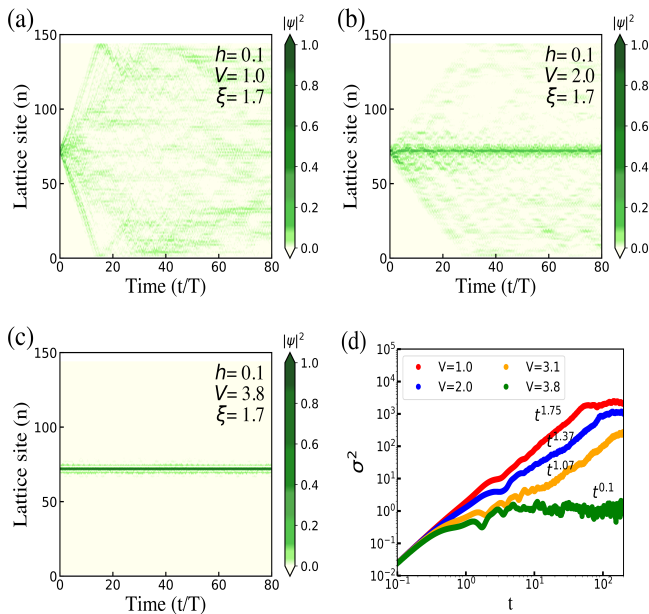 (a)
|ψ|²
150
100
50
0
Lattice site (n)
h= 0.1
V= 1.0
ξ= 1.7
1.0
0.8
0.6
0.4
0.2
0.0
0 20 40 60 80
Time (t/T)
(b)
|ψ|²
150
100
50
0
Lattice site (n)
h= 0.1
V= 2.0
ξ= 1.7
1.0
0.8
0.6
0.4
0.2
0.0
0 20 40 60 80
Time (t/T)
(c)
|ψ|²
150
100
50
0
Lattice site (n)
h= 0.1
V= 3.8
ξ= 1.7
1.0
0.8
0.6
0.4
0.2
0.0
0 20 40 60 80
Time (t/T)
(d)
10⁵
10⁴
10³
10²
10¹
10⁰
10⁻¹
10⁻²
σ²
V=1.0 V=3.1
V=2.0 V=3.8
t^1.75
t^1.37
t^1.07
t^0.1
10⁻¹ 10⁰ 10¹ 10²
t